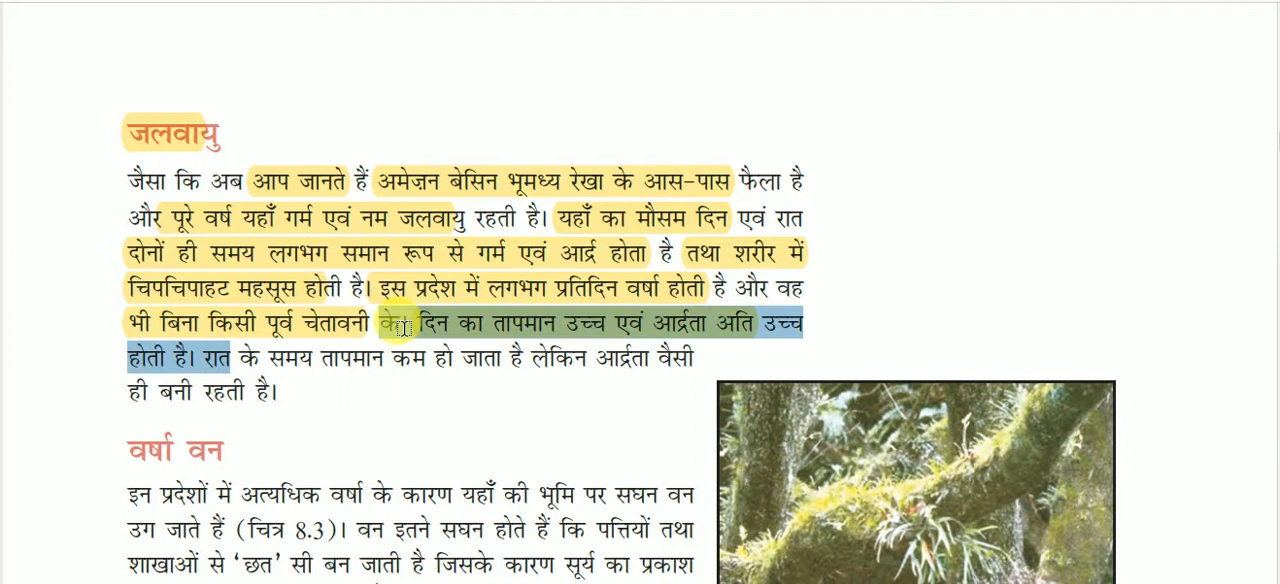 जलवायु
जैसा कि अब आप जानते हैं अमेज़न बेसिन भूमध्य रेखा के आस-पास फैला है
और पूरे वर्ष यहाँ गर्म एवं नम जलवायु रहती है। यहाँ का मौसम दिन एवं रात
दोनों ही समय लगभग समान रूप से गर्म एवं आर्द्र होता है तथा शरीर में
चिपचिपाहट महसूस होती है। इस प्रदेश में लगभग प्रतिदिन वर्षा होती है और वह
भी बिना किसी पूर्व चेतावनी के। दिन का तापमान उच्च एवं आर्द्रता अति उच्च
होती है। रात के समय तापमान कम हो जाता है लेकिन आर्द्रता वैसी
ही बनी रहती है।
वर्षा वन
इन प्रदेशों में अत्यधिक वर्षा के कारण यहाँ की भूमि पर सघन वन
उग जाते हैं (चित्र 8.3)। वन इतने सघन होते हैं कि पत्तियों तथा
शाखाओं से ‘छत’ सी बन जाती है जिसके कारण सूर्य का प्रकाश